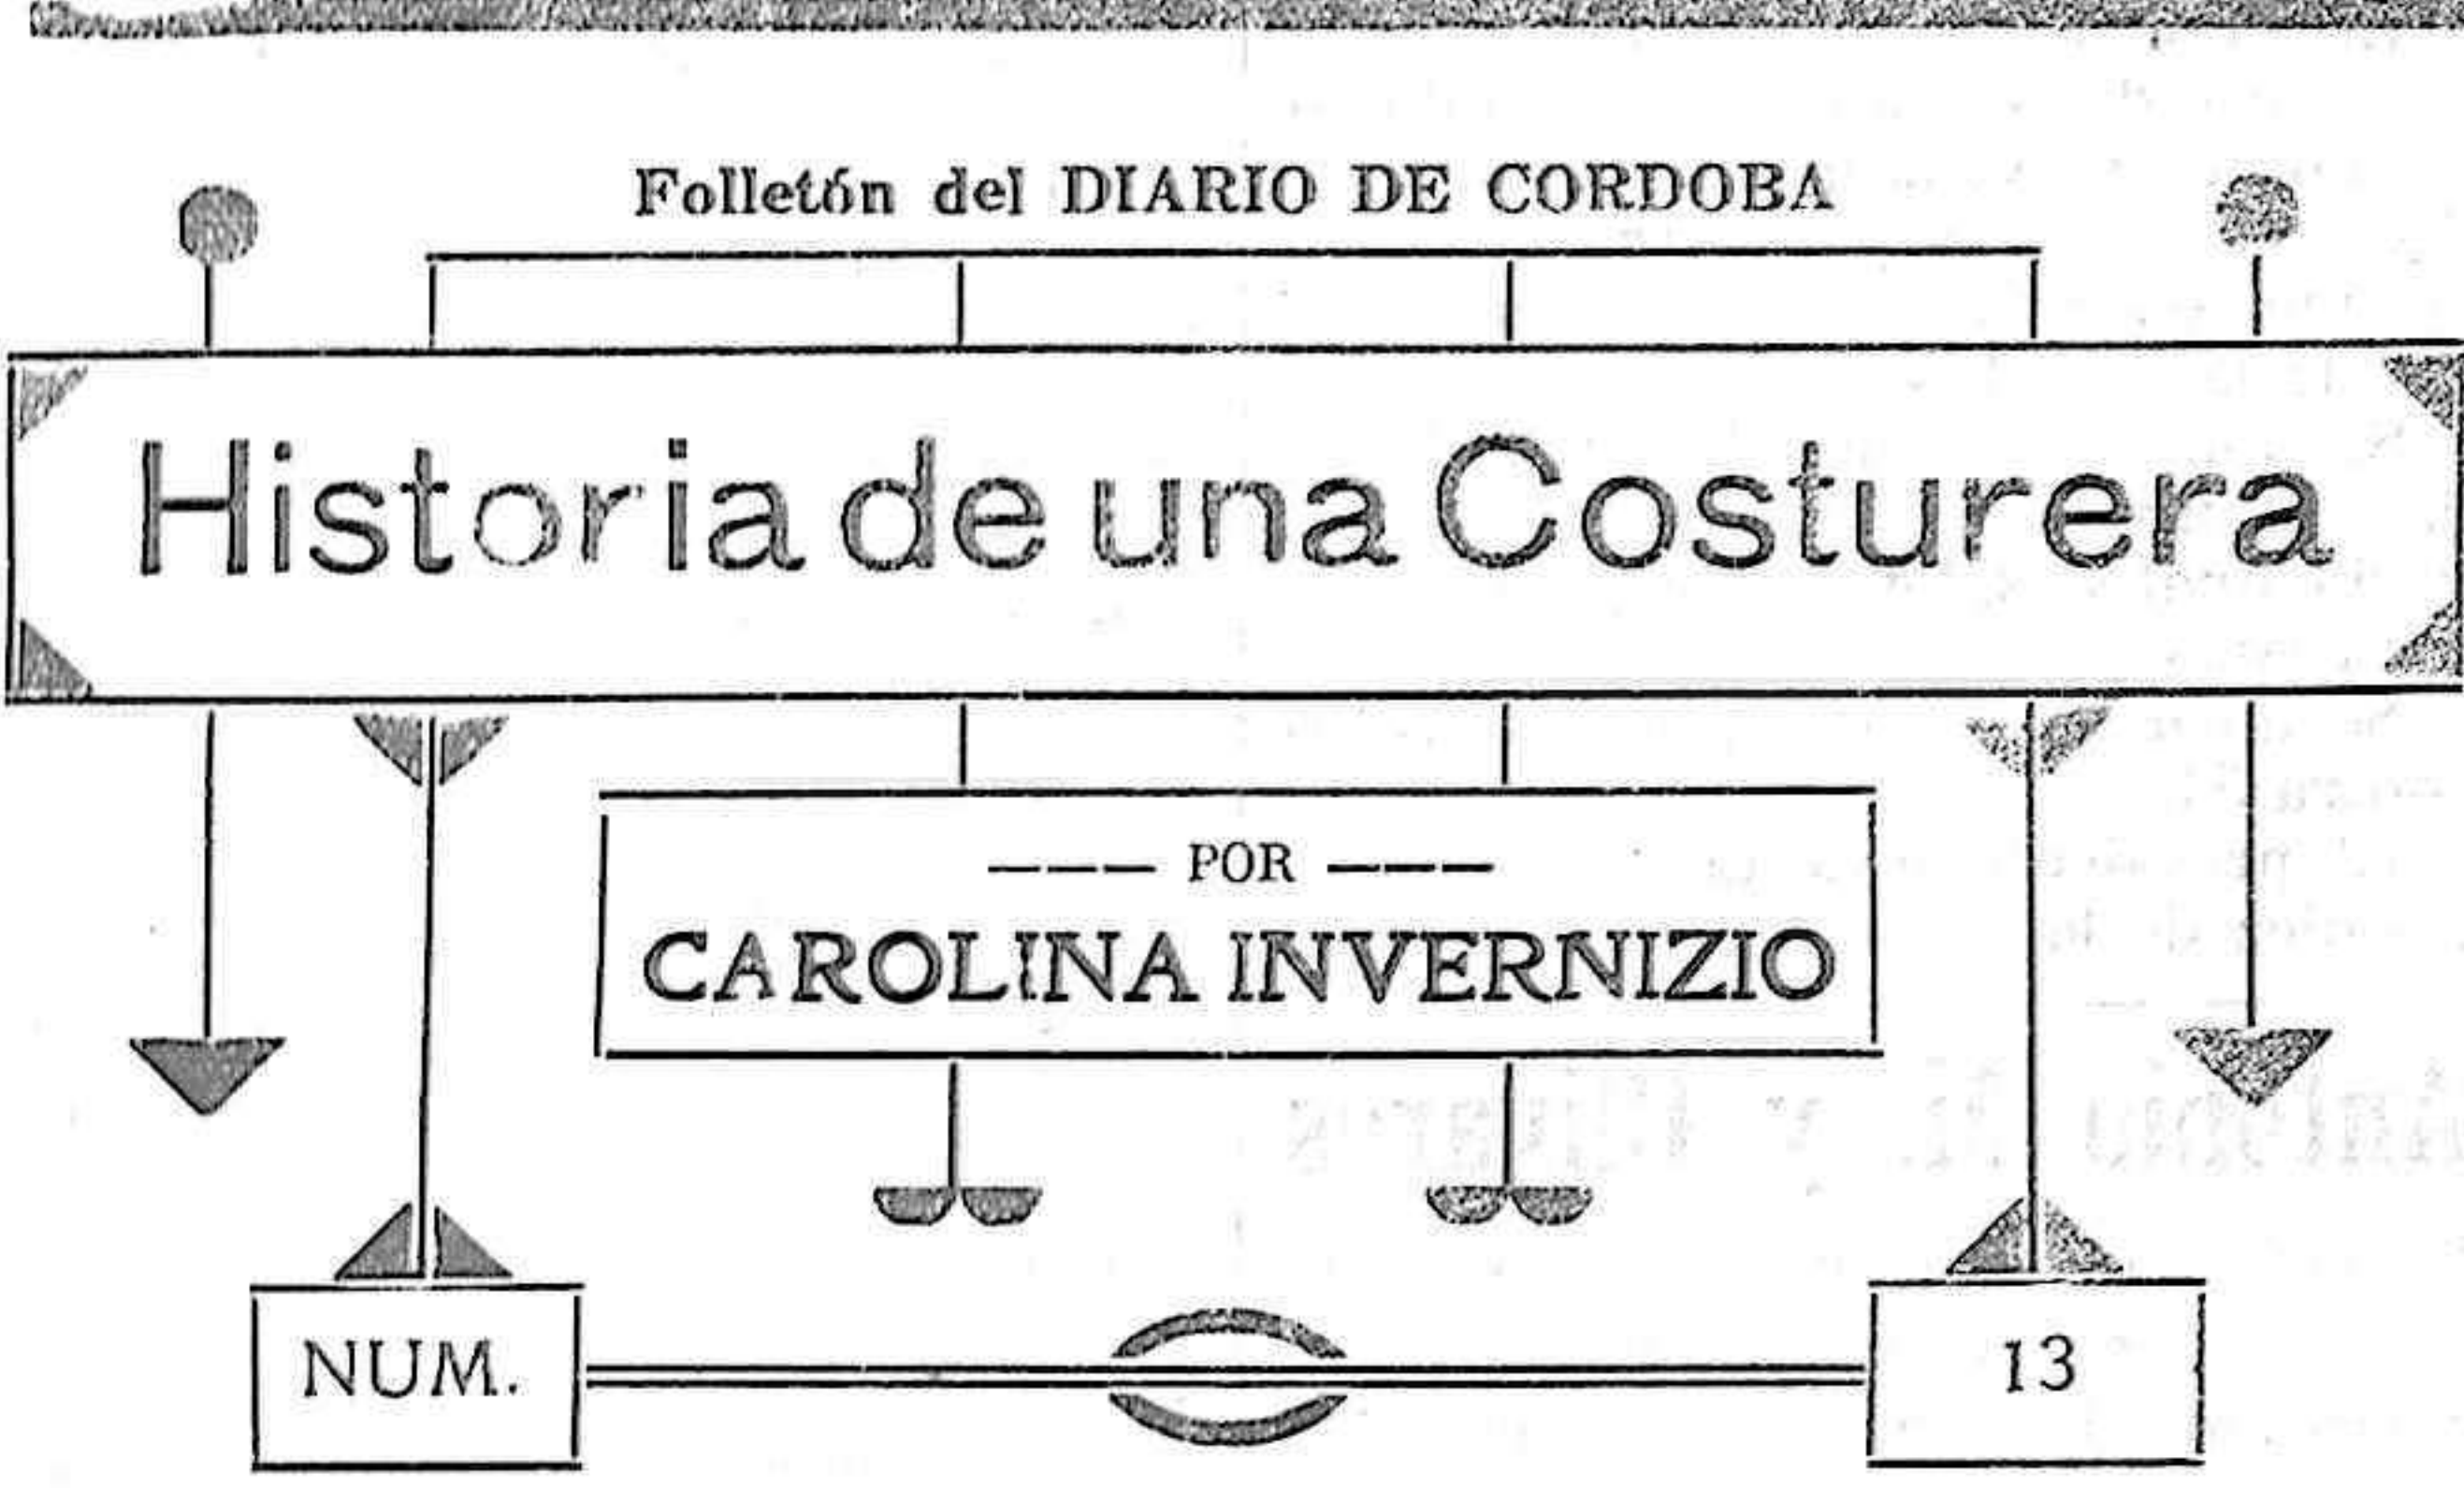 Folletón del DIARIO DE CORDOBA
Historia de una Costurera
— — — POR — — —
CAROLINA INVERNIZIO
NUM.
13